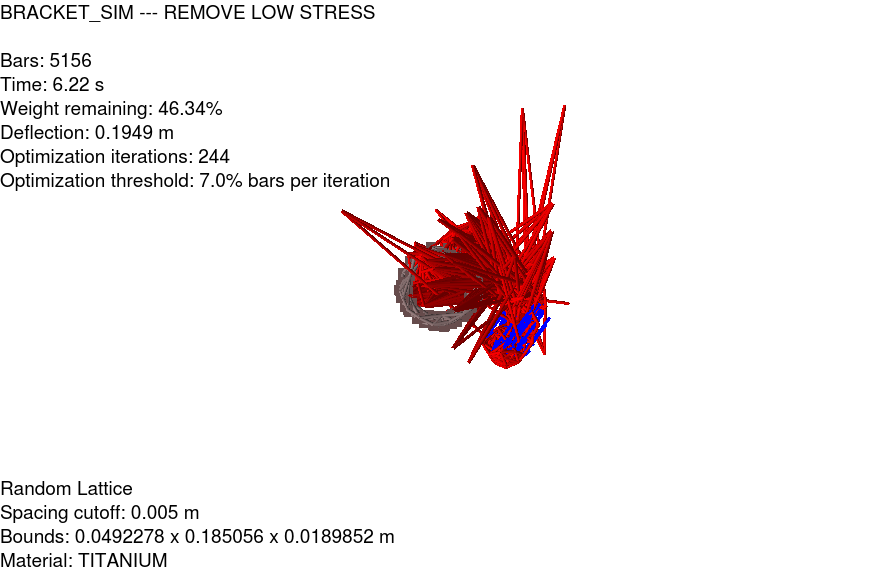 BRACKET_SIM --- REMOVE LOW STRESS
Bars: 5156
Time: 6.22 s
Weight remaining: 46.34%
Deflection: 0.1949 m
Optimization iterations: 244
Optimization threshold: 7.0% bars per iteration
Random Lattice
Spacing cutoff: 0.005 m
Bounds: 0.0492278 x 0.185056 x 0.0189852 m
Material: TITANIUM